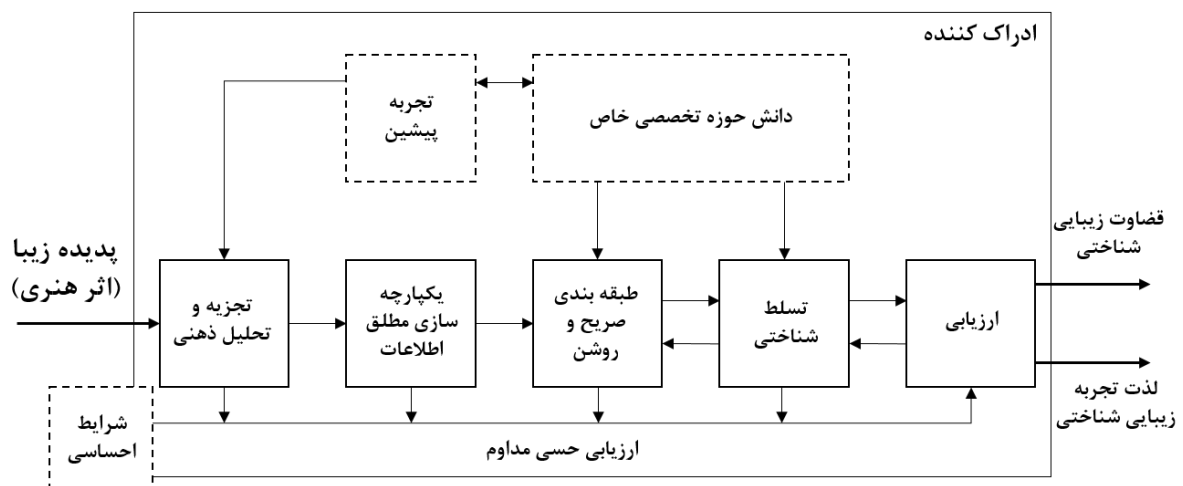 ادراک کننده
تجربه
پیشین
دانش حوزه تخصصی خاص
پدیده زیبا
(اثر هنری)
تجزیه و
تحلیل ذهنی
یکپارچه
سازی مطلق
اطلاعات
طبقه بندی
صریح و
روشن
تسلط
شناختی
ارزیابی
قضاوت زیبایی
شناختی
لذت تجربه
زیبایی شناختی
شرایط
احساسی
ارزیابی حسی مداوم